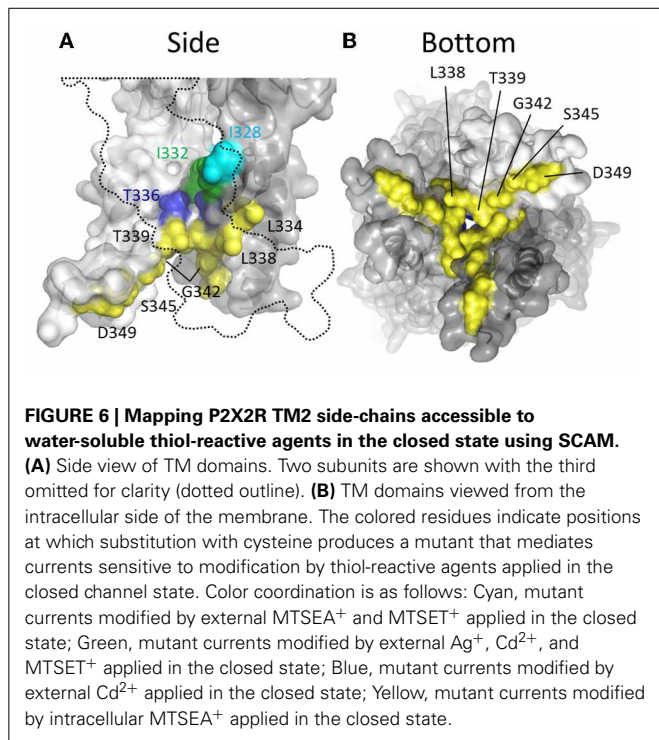 A
Side
B
Bottom
L338
T339
G342
S345
D349
I328
I332
T336
T339
L334
L338
G342
S345
D349
FIGURE 6 | Mapping P2X2R TM2 side-chains accessible to
water-soluble thiol-reactive agents in the closed state using SCAM.
(A) Side view of TM domains. Two subunits are shown with the third
omitted for clarity (dotted outline). (B) TM domains viewed from the
intracellular side of the membrane. The colored residues indicate positions
at which substitution with cysteine produces a mutant that mediates
currents sensitive to modification by thiol-reactive agents applied in the
closed channel state. Color coordination is as follows: Cyan, mutant
currents modified by external MTSEA⁺ and MTSET⁺ applied in the closed
state; Green, mutant currents modified by external Ag⁺, Cd²⁺, and
MTSET⁺ applied in the closed state; Blue, mutant currents modified by
external Cd²⁺ applied in the closed state; Yellow, mutant currents modified
by intracellular MTSEA⁺ applied in the closed state.